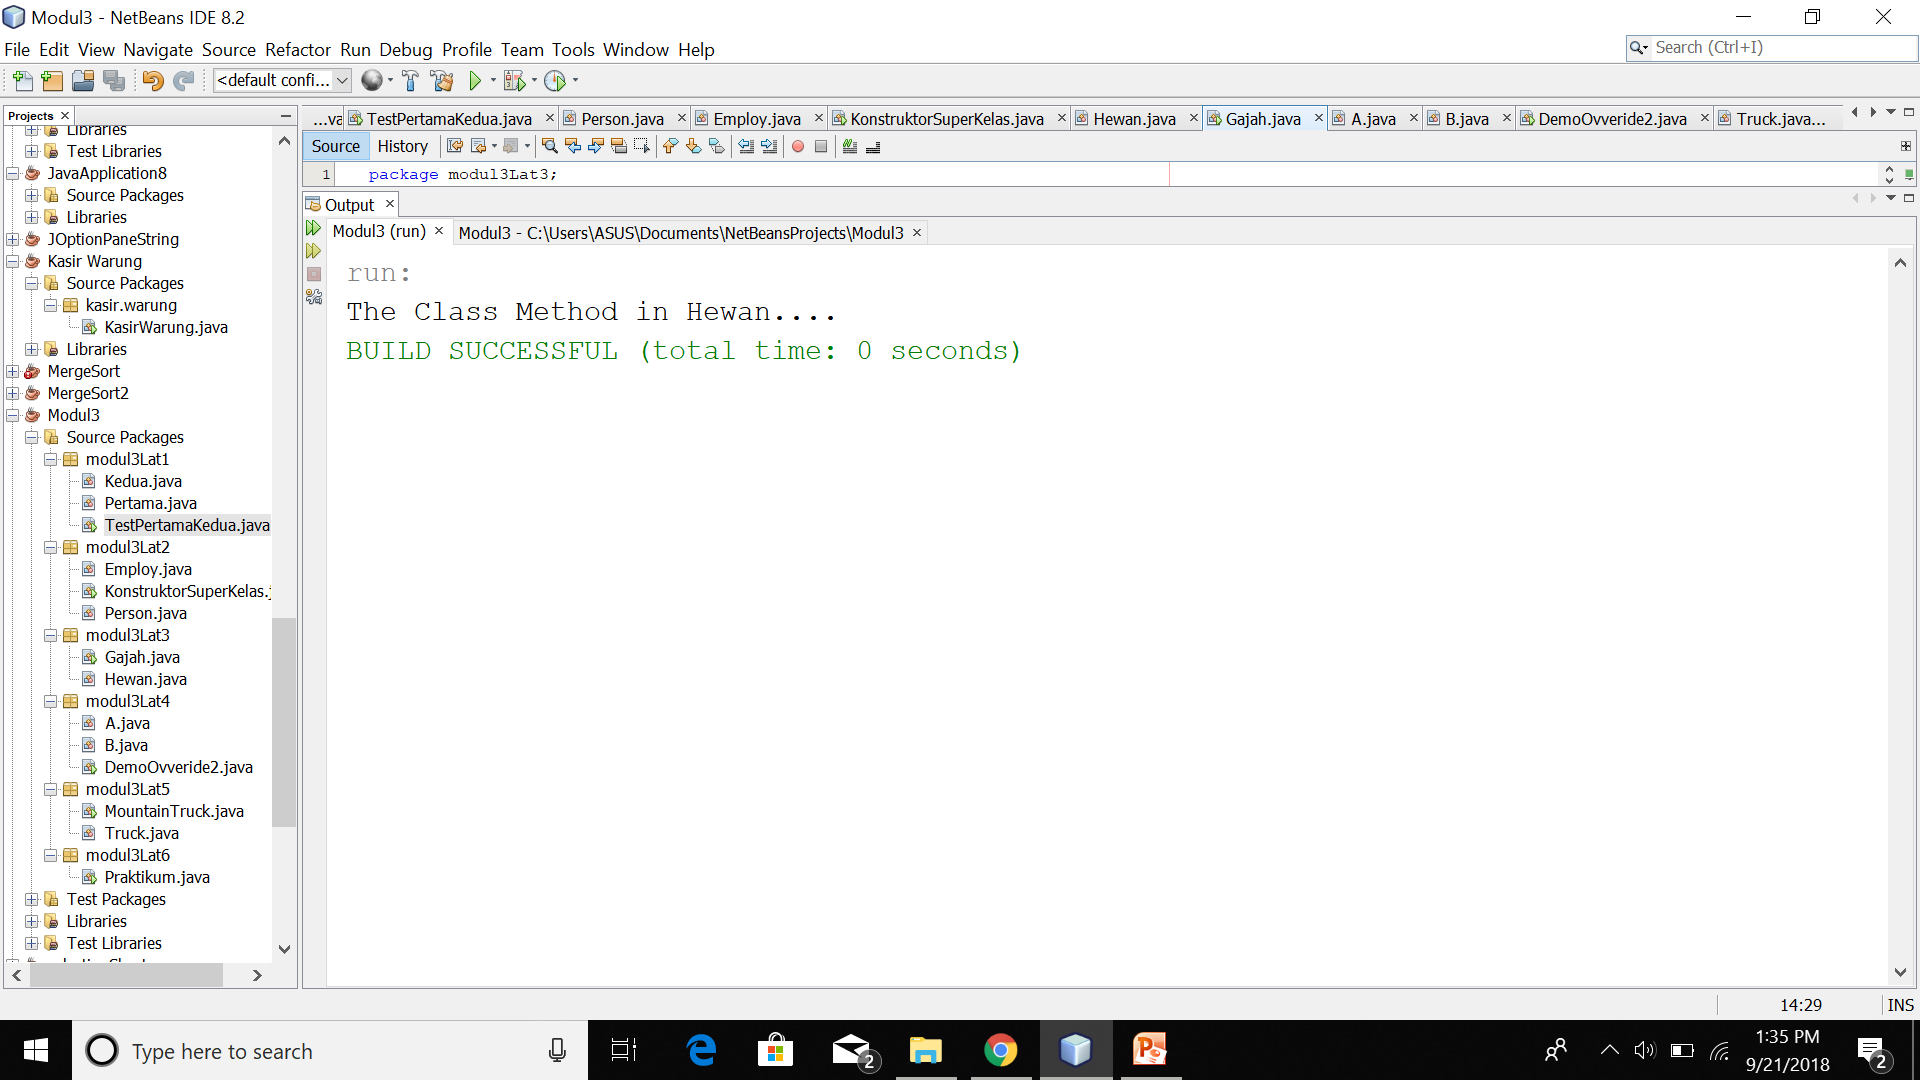 Modul3 - NetBeans IDE 8.2
File Edit View Navigate Source Refactor Run Debug Profile Team Tools Window Help
Search (Ctrl+I)
<default confi...
Projects
Libraries
Test Libraries
JavaApplication8
Source Packages
Libraries
JOptionPaneString
Kasir Warung
Source Packages
kasir.warung
KasirWarung.java
Libraries
MergeSort
MergeSort2
Modul3
Source Packages
modul3Lat1
Kedua.java
Pertama.java
TestPertamaKedua.java
modul3Lat2
Employ.java
KonstruktorSuperKelas.j
Person.java
modul3Lat3
Gajah.java
Hewan.java
modul3Lat4
A.java
B.java
DemoOvveride2.java
modul3Lat5
MountainTruck.java
Truck.java
modul3Lat6
Praktikum.java
Test Packages
Libraries
Test Libraries
...va TestPertamaKedua.java Person.java Employ.java KonstruktorSuperKelas.java Hewan.java Gajah.java A.java B.java DemoOvveride2.java Truck.java...
Source History
1 package modul3Lat3;
Output
Modul3 (run) Modul3 - C:\Users\ASUS\Documents\NetBeansProjects\Modul3
run:
The Class Method in Hewan....
BUILD SUCCESSFUL (total time: 0 seconds)
14:29 INS
Type here to search
2
1:35 PM
9/21/2018
2